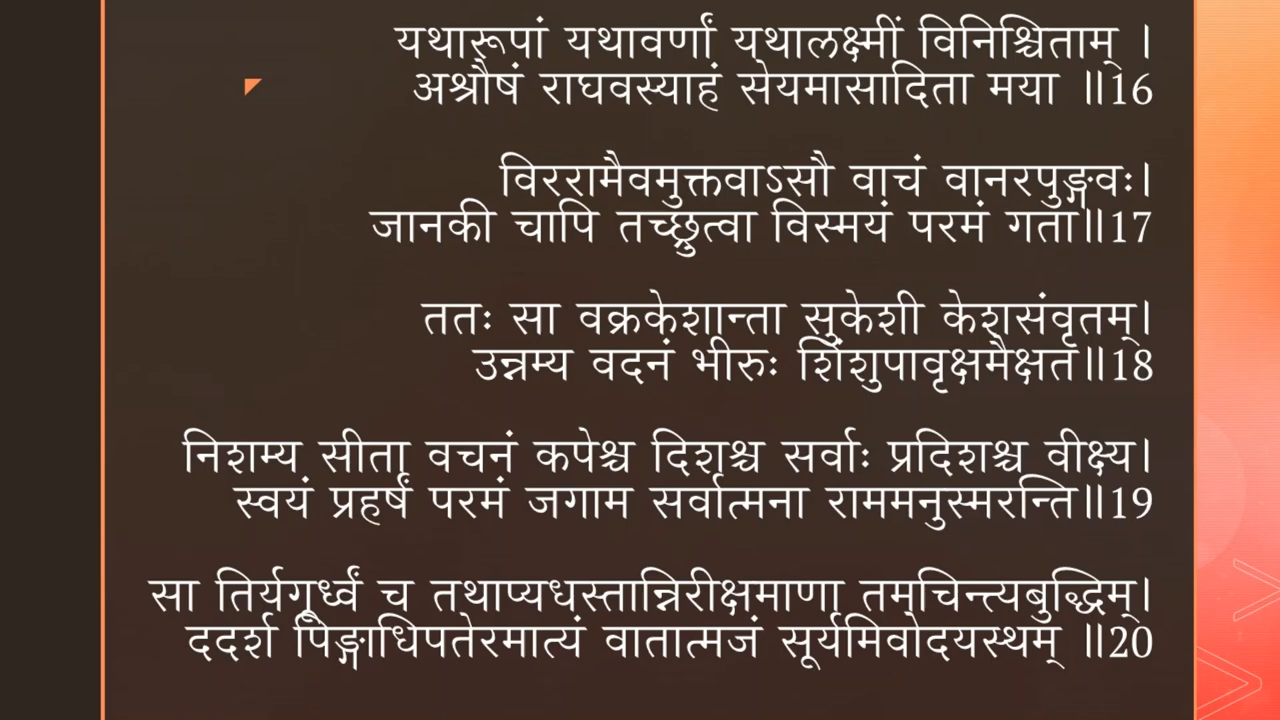 यथारूपां यथावर्णां यथालक्ष्मीं विनिश्चिताम् ।
अश्रौषं राघवस्याहं सेयमासादिता मया ॥16
विररामैवमुक्तवाऽसौ वाचं वानरपुङ्गवः।
जानकी चापि तच्छ्रुत्वा विस्मयं परमं गता॥17
ततः सा वक्रकेशान्ता सुकेशी केशसंवृतम्।
उन्नम्य वदनं भीरुः शिंशुपावृक्षमैक्षत॥18
निशम्य सीता वचनं कपेश्च दिशश्च सर्वाः प्रदिशश्च वीक्ष्य।
स्वयं प्रहर्षं परमं जगाम सर्वात्मना राममनुस्मरन्ति॥19
सा तिर्यगूर्ध्वं च तथाप्यधस्तान्निरीक्षमाणा तमचिन्त्यबुद्धिम्।
ददर्श पिङ्गाधिपतेरमात्यं वातात्मजं सूर्यमिवोदयस्थम् ॥20